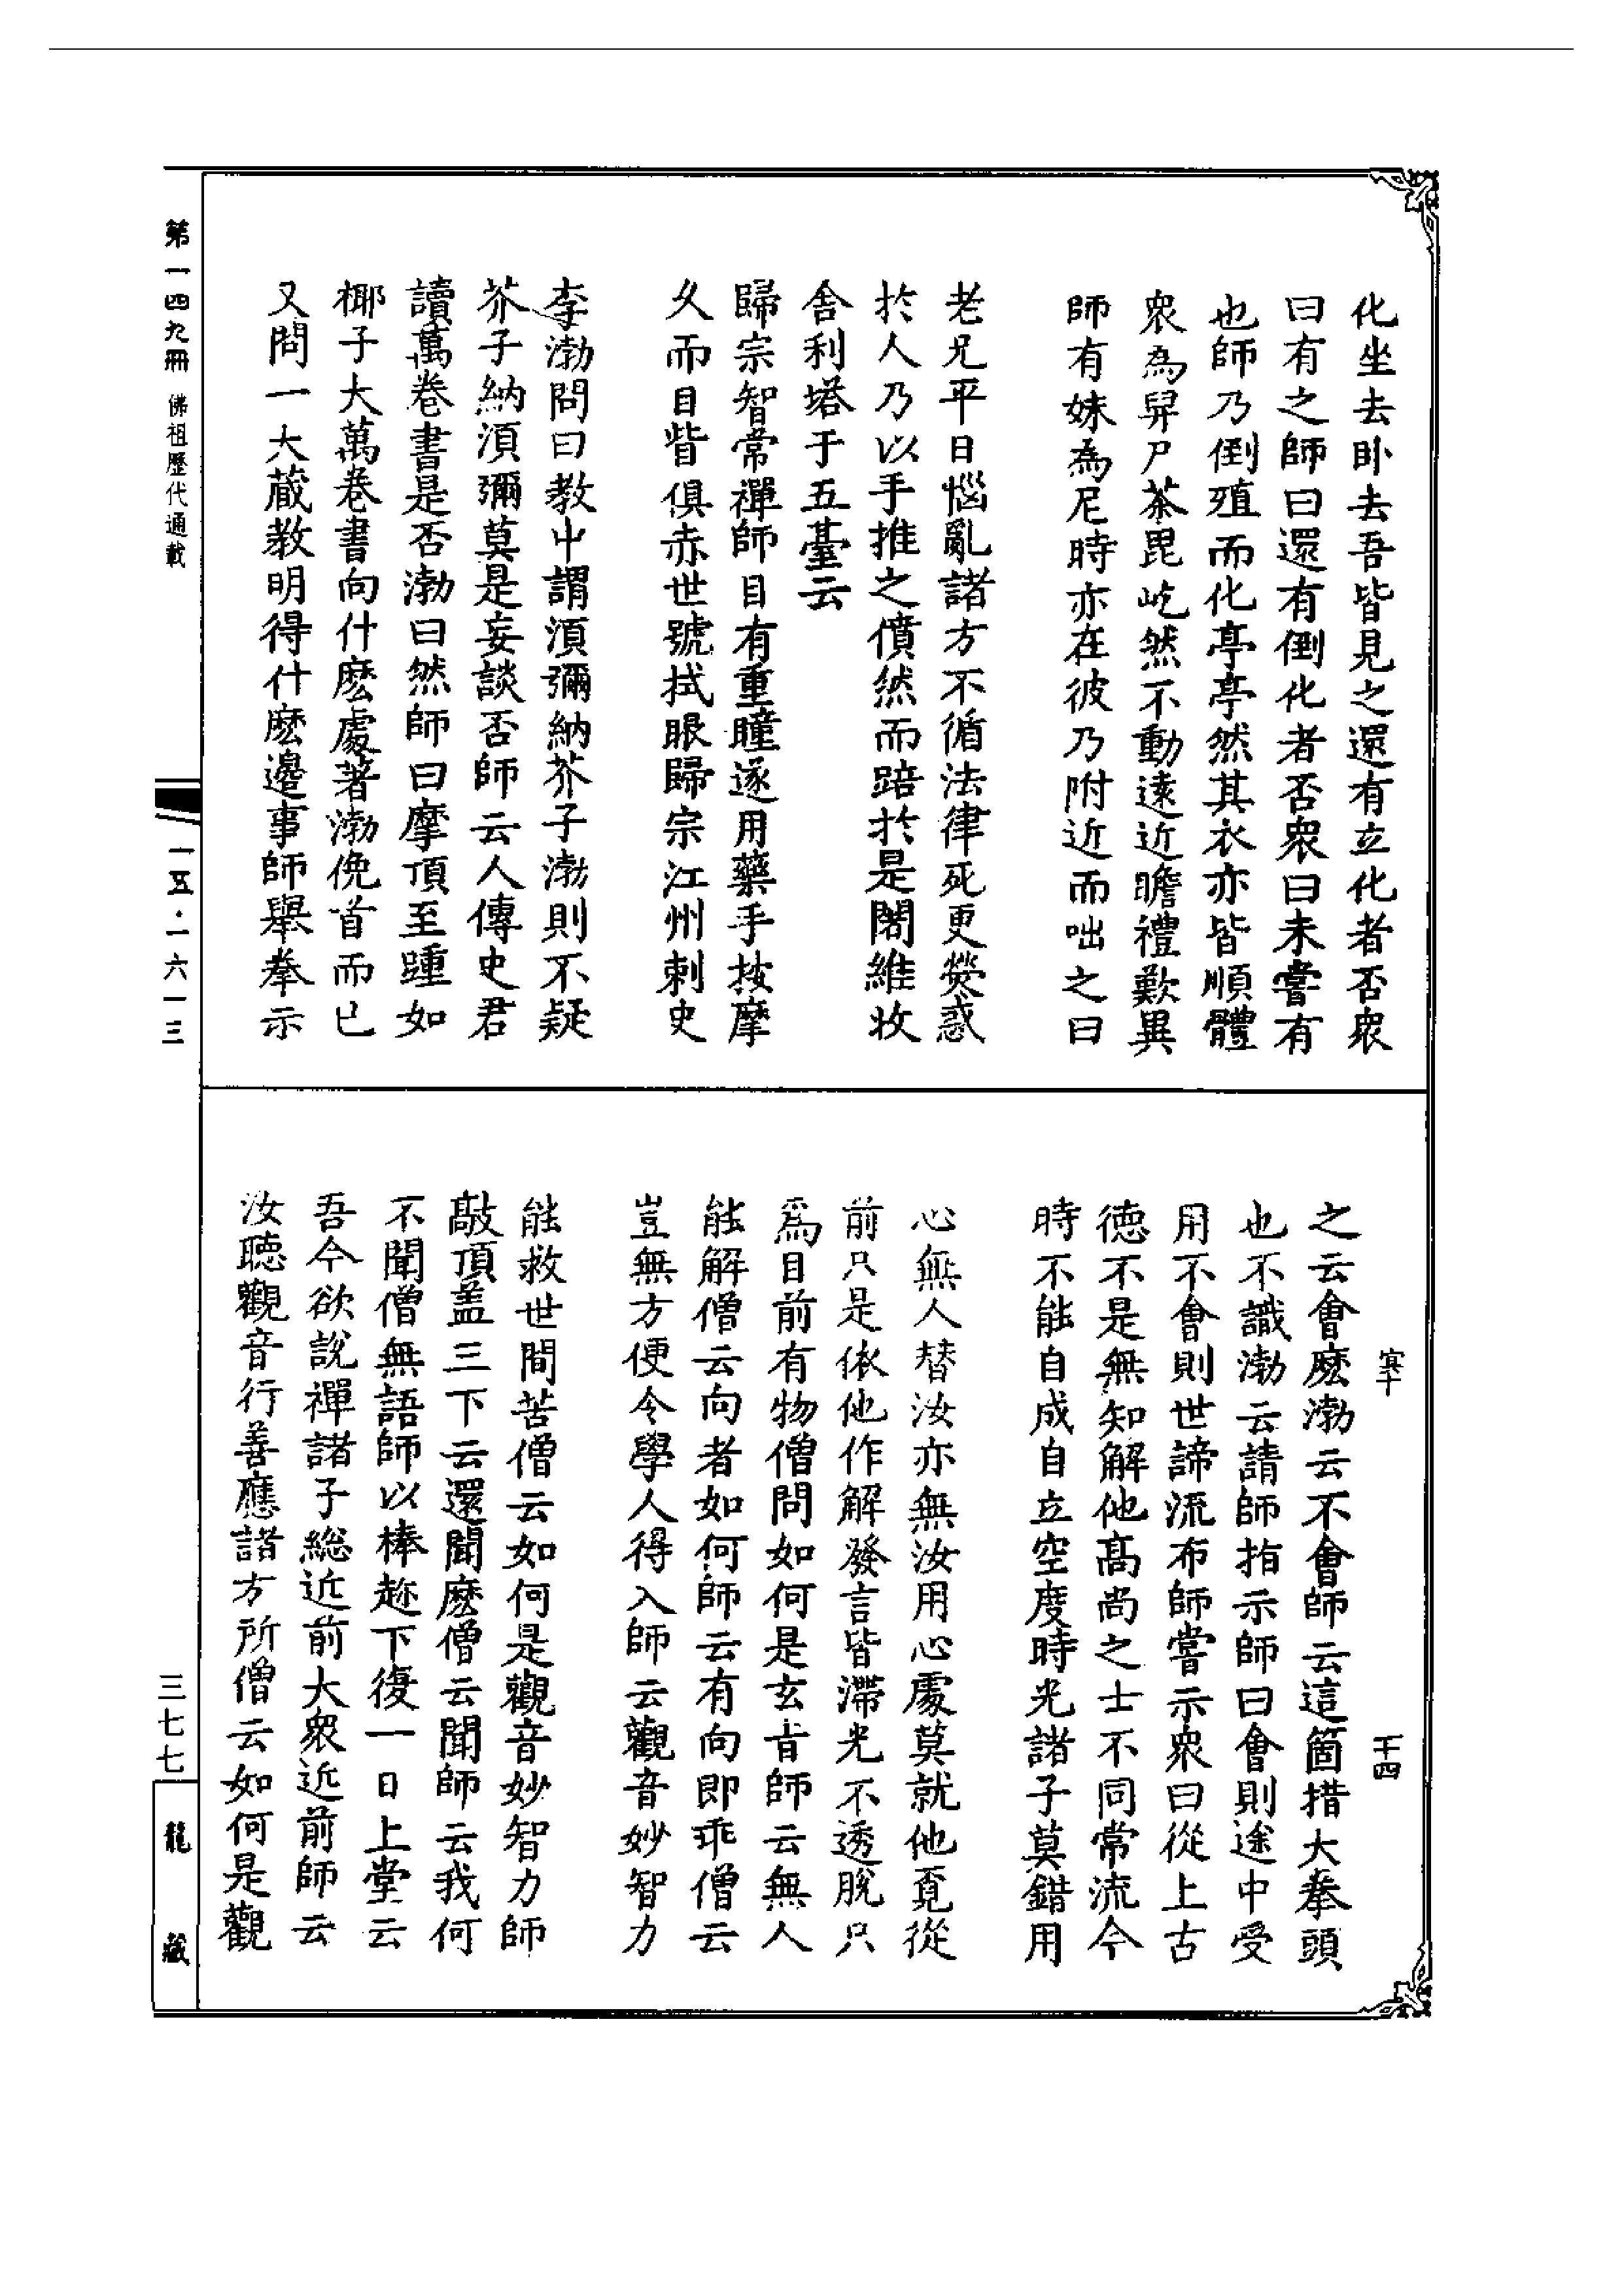 化坐去卧去吾皆見之還有立化者否衆
曰有之師曰還有倒化者否衆曰未嘗有
也師乃倒殖而化亭亭然其衣亦皆順體
衆為舁尸茶毘屹然不動遠近瞻禮歎異
師有妹為尼時亦在彼乃附近而咄之曰
老兄平日惱亂諸方不循法律死更熒惑
於人乃以手推之僨然而踣於是闍維收
舍利塔于五臺云
歸宗智常禪師目有重瞳遂用藥手按摩
久而目眥俱赤世號拭眼歸宗江州刺史
李渤問曰教中謂湏彌納芥子渤則不疑
芥子納湏彌莫是妄談否師云人傳史君
讀萬卷書是否渤曰然師曰摩頂至踵如
椰子大萬卷書向什麽處著渤俛首而已
又問一大藏教明得什麽邊事師舉拳示
寒十
十四
之云會麽渤云不會師云這箇措大拳頭
也不識渤云請師指示師曰會則途中受
用不會則世諦流布師嘗示衆曰從上古
德不是無知解他髙尚之士不同常流今
時不能自成自立空度時光諸子莫錯用
心無人替汝亦無汝用心處莫就他覔從
前只是依他作解發言皆滯光不透脫只
爲目前有物僧問如何是玄㫖師云無人
能解僧云向者如何師云有向即乖僧云
豈無方便令學人得入師云觀音妙智力
能救世間苦僧云如何是觀音妙智力師
敲頂盖三下云還聞麽僧云聞師云我何
不聞僧無語師以棒趂下復一日上堂云
吾今欲說禪諸子総近前大衆近前師云
汝聽觀音行善應諸方所僧云如何是觀
第一四九冊 佛祖歷代通載
一五·一六一三
三七七
龍藏